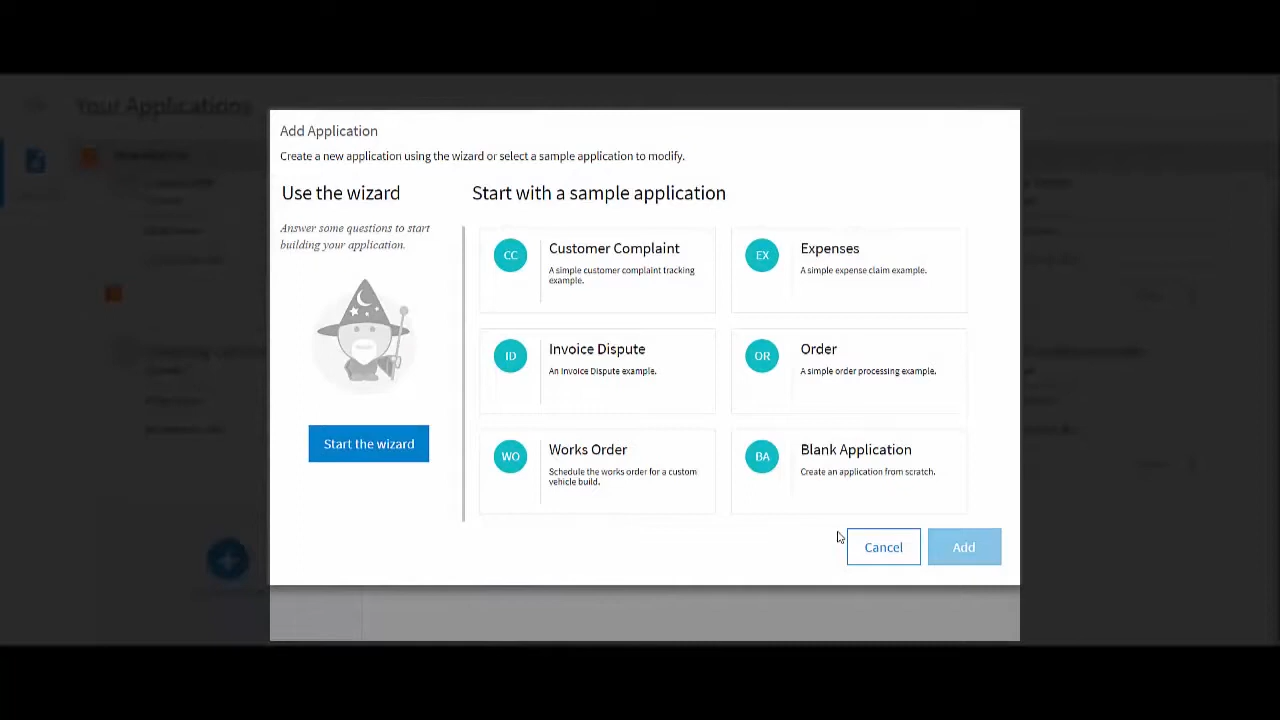 Your Applications
Add Application
Create a new application using the wizard or select a sample application to modify.
Use the wizard
Answer some questions to start
building your application.
Start the wizard
Start with a sample application
CC
Customer Complaint
A simple customer complaint tracking
example.
EX
Expenses
A simple expense claim example.
ID
Invoice Dispute
An Invoice Dispute example.
OR
Order
A simple order processing example.
WO
Works Order
Schedule the works order for a custom
vehicle build.
BA
Blank Application
Create an application from scratch.
Cancel
Add